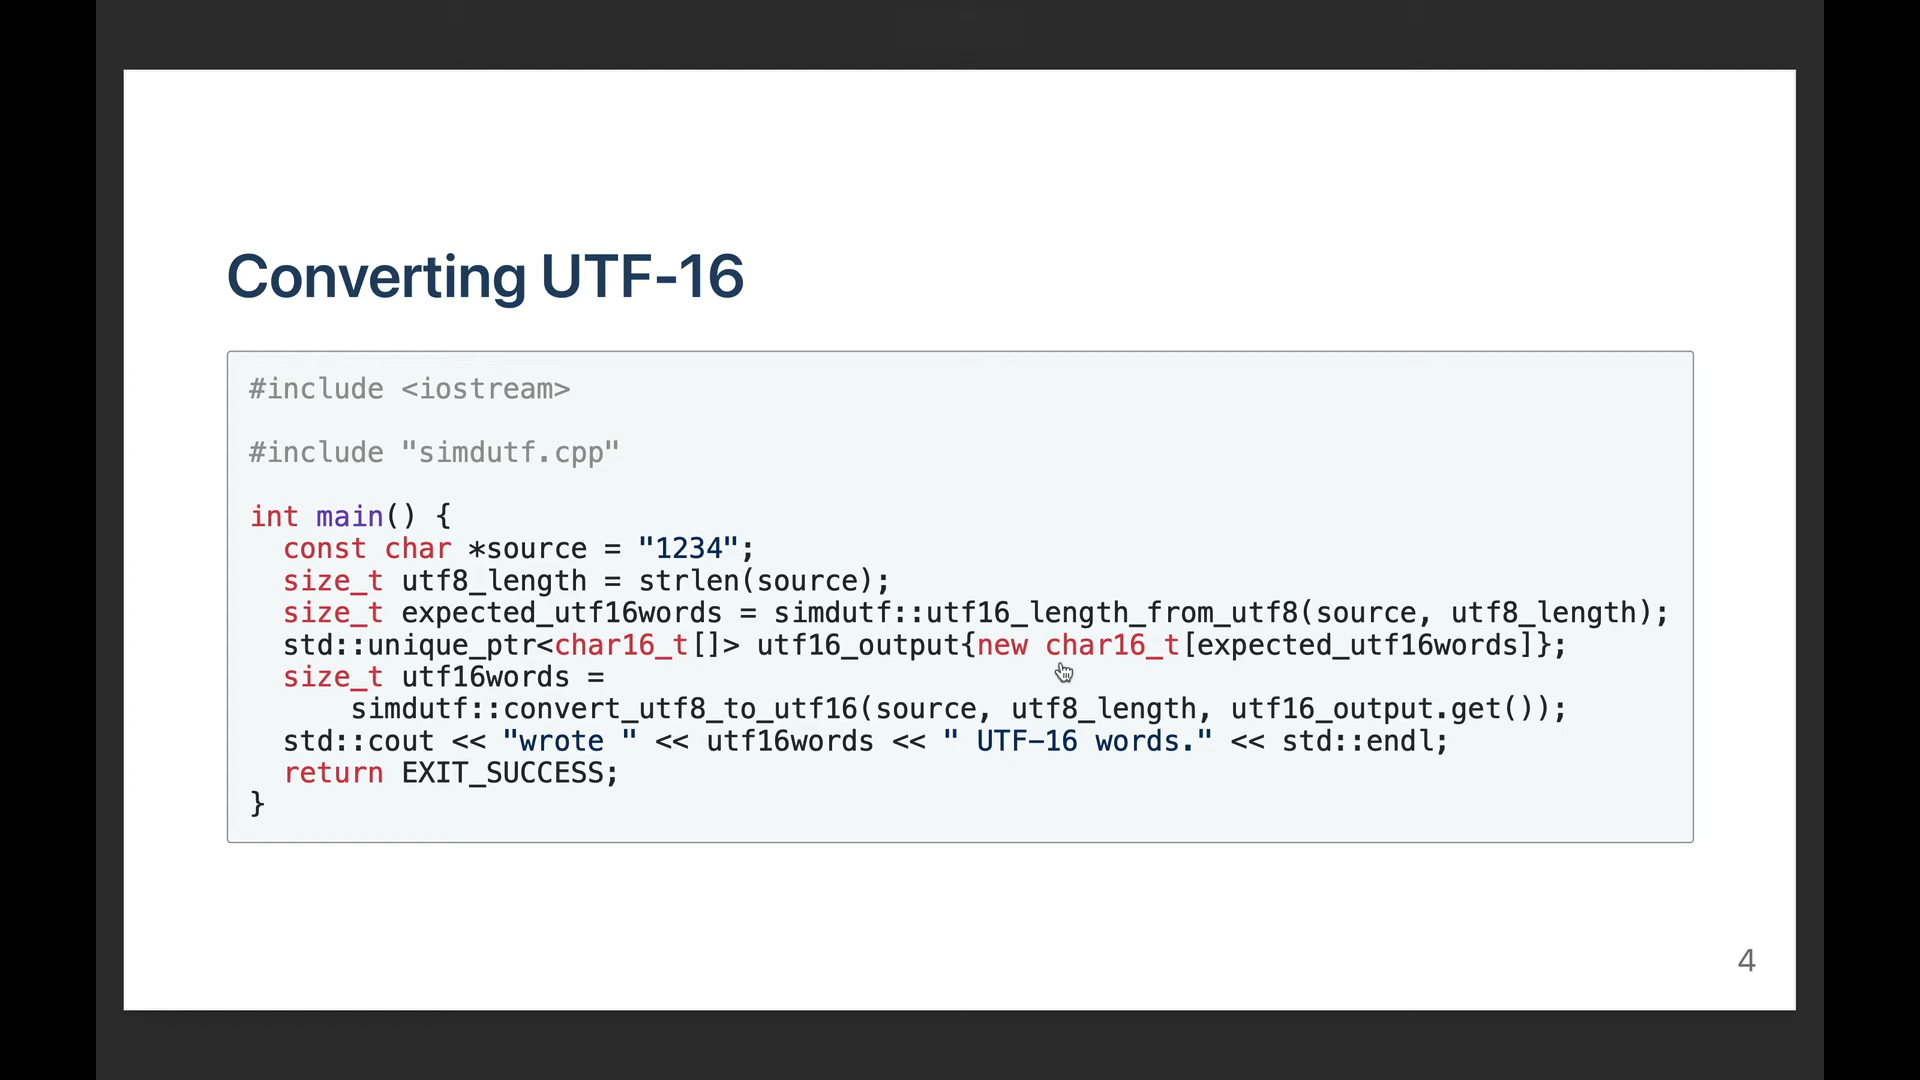 Converting UTF-16
#include <iostream>
#include "simdutf.cpp"
int main() {
  const char *source = "1234";
  size_t utf8_length = strlen(source);
  size_t expected_utf16words = simdutf::utf16_length_from_utf8(source, utf8_length);
  std::unique_ptr<char16_t[]> utf16_output{new char16_t[expected_utf16words]};
  size_t utf16words =
      simdutf::convert_utf8_to_utf16(source, utf8_length, utf16_output.get());
  std::cout << "wrote " << utf16words << " UTF-16 words." << std::endl;
  return EXIT_SUCCESS;
}
4